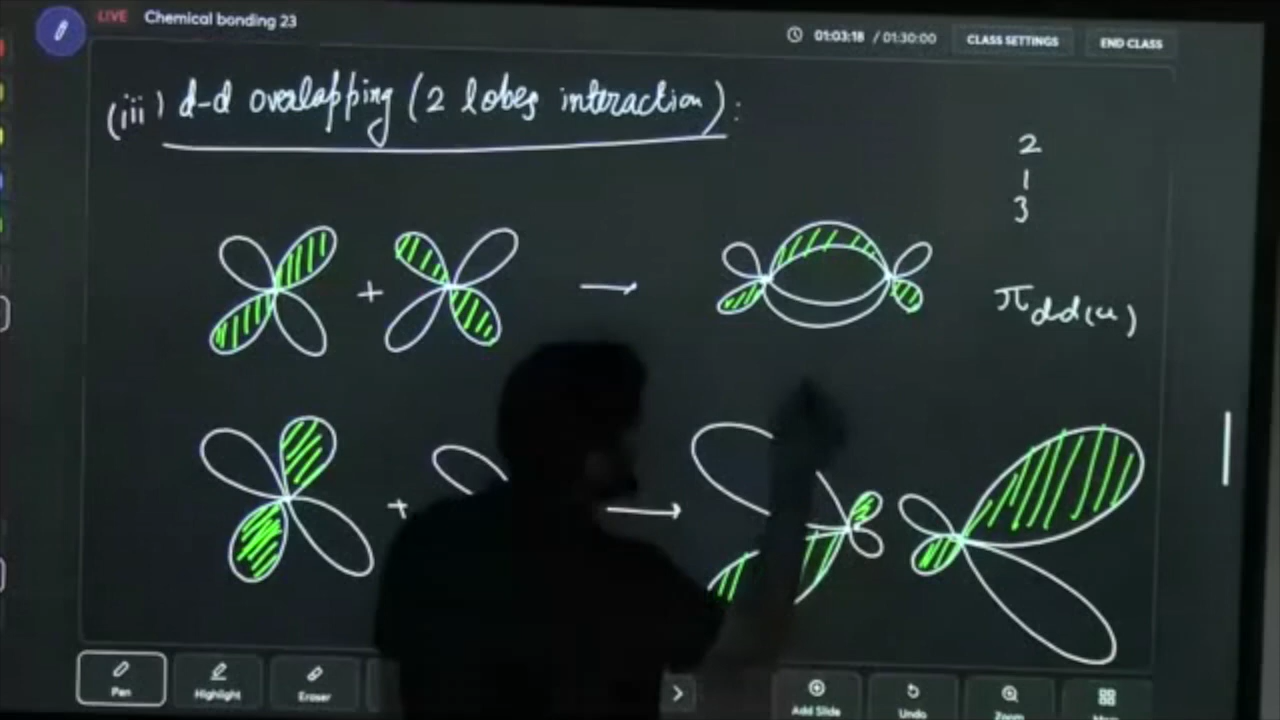 LIVE Chemical bonding 23
01:03:18 / 01:30:00 CLASS SETTINGS END CLASS
(iii) d-d overlapping (2 lobes interaction):
2
1
3
+ →
π dd(u)
+ →
Pen Highlight Eraser > Add Slide Undo Zoom